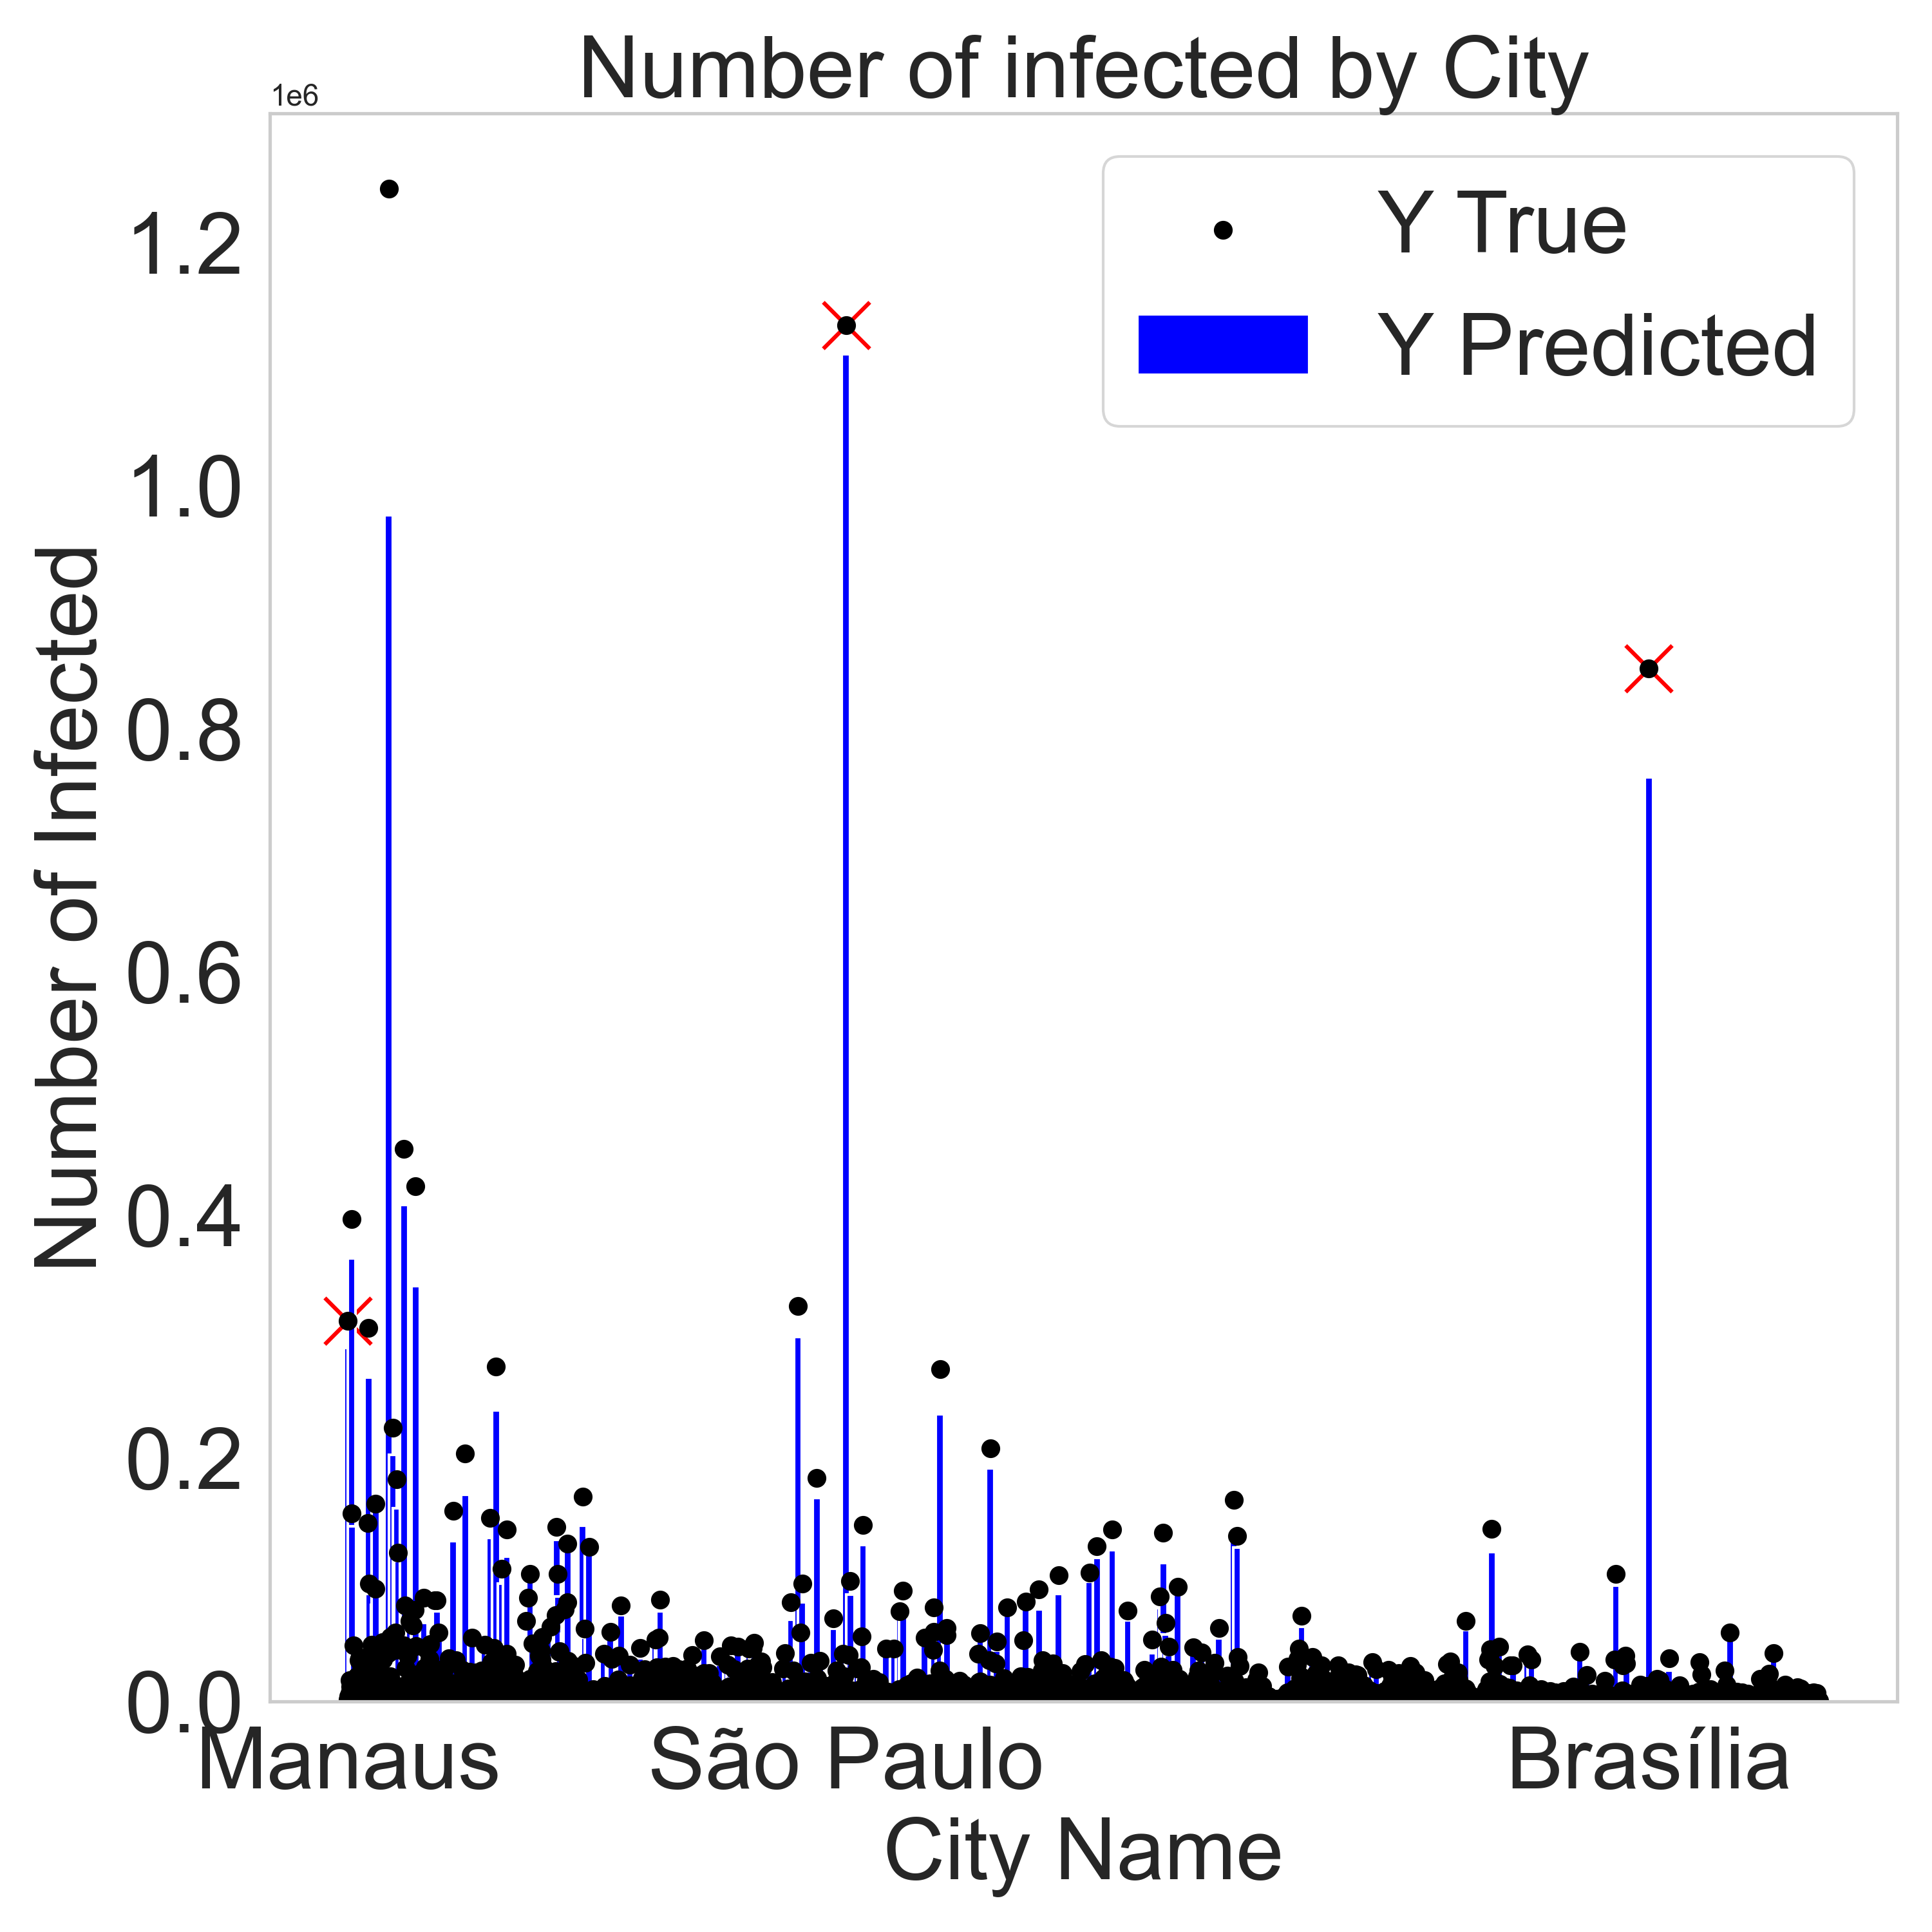 Number of infected by City
1e6
Y True
Y Predicted
1.2
1.0
0.8
0.6
0.4
0.2
0.0
Number of Infected
Manaus São Paulo Brasília
City Name